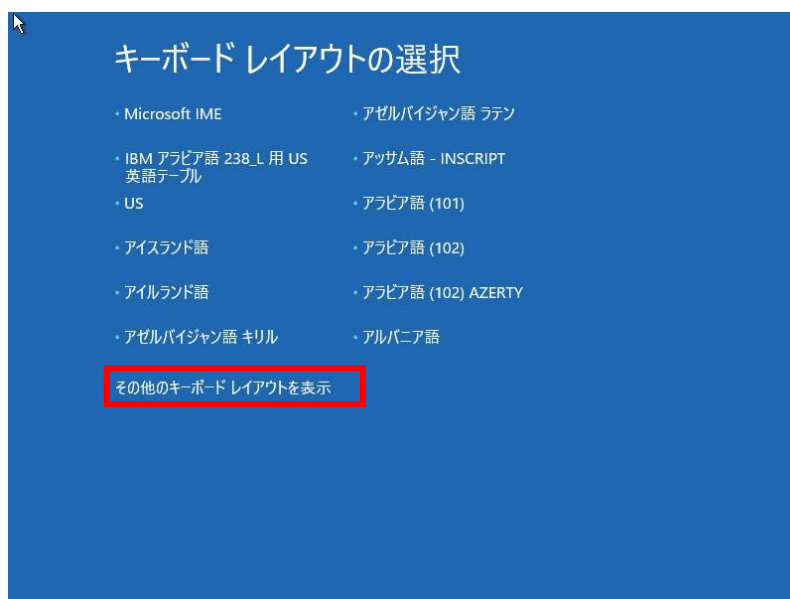 キーボード レイアウトの選択
Microsoft IME
IBM アラビア語 238_L 用 US
英語テーブル
US
アイスランド語
アイルランド語
アゼルバイジャン語 キリル
アゼルバイジャン語 ラテン
アッサム語 - INSCRIPT
アラビア語 (101)
アラビア語 (102)
アラビア語 (102) AZERTY
アルバニア語
その他のキーボード レイアウトを表示